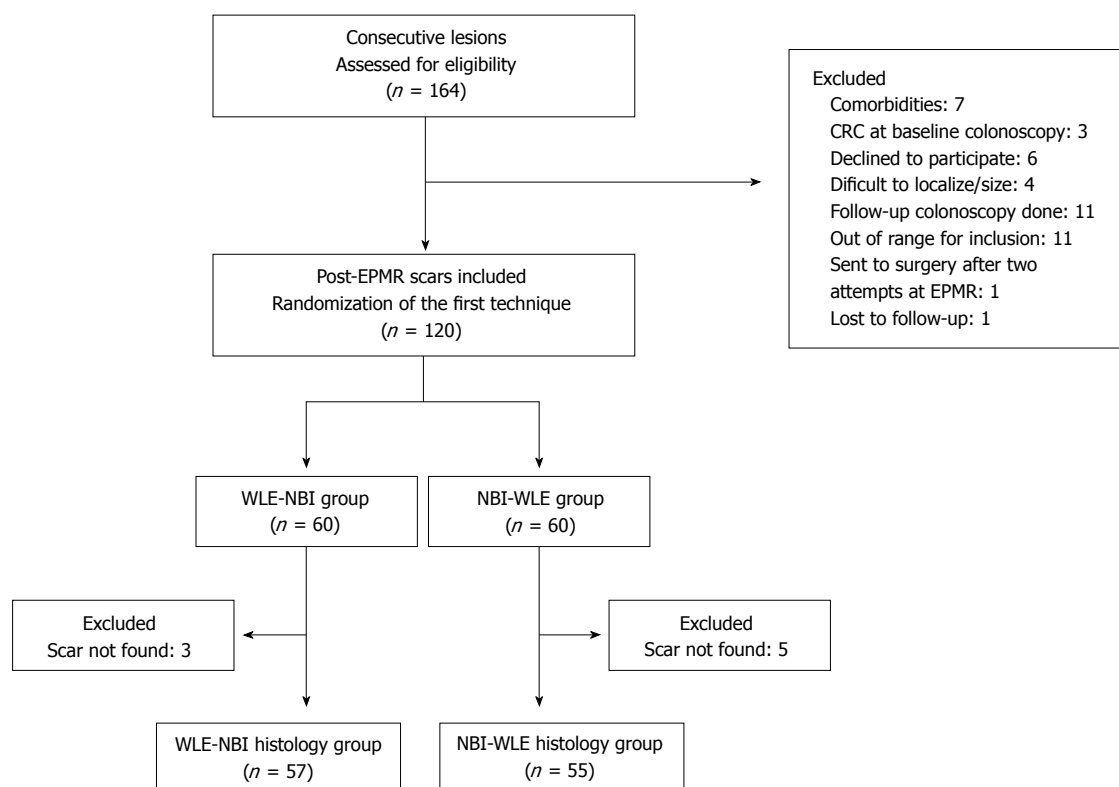 Consecutive lesions
Assessed for eligibility
(n = 164)
Excluded
Comorbidities: 7
CRC at baseline colonoscopy: 3
Declined to participate: 6
Dificult to localize/size: 4
Follow-up colonoscopy done: 11
Out of range for inclusion: 11
Sent to surgery after two
attempts at EPMR: 1
Lost to follow-up: 1
Post-EPMR scars included
Randomization of the first technique
(n = 120)
WLE-NBI group
(n = 60)
NBI-WLE group
(n = 60)
Excluded
Scar not found: 3
Excluded
Scar not found: 5
WLE-NBI histology group
(n = 57)
NBI-WLE histology group
(n = 55)